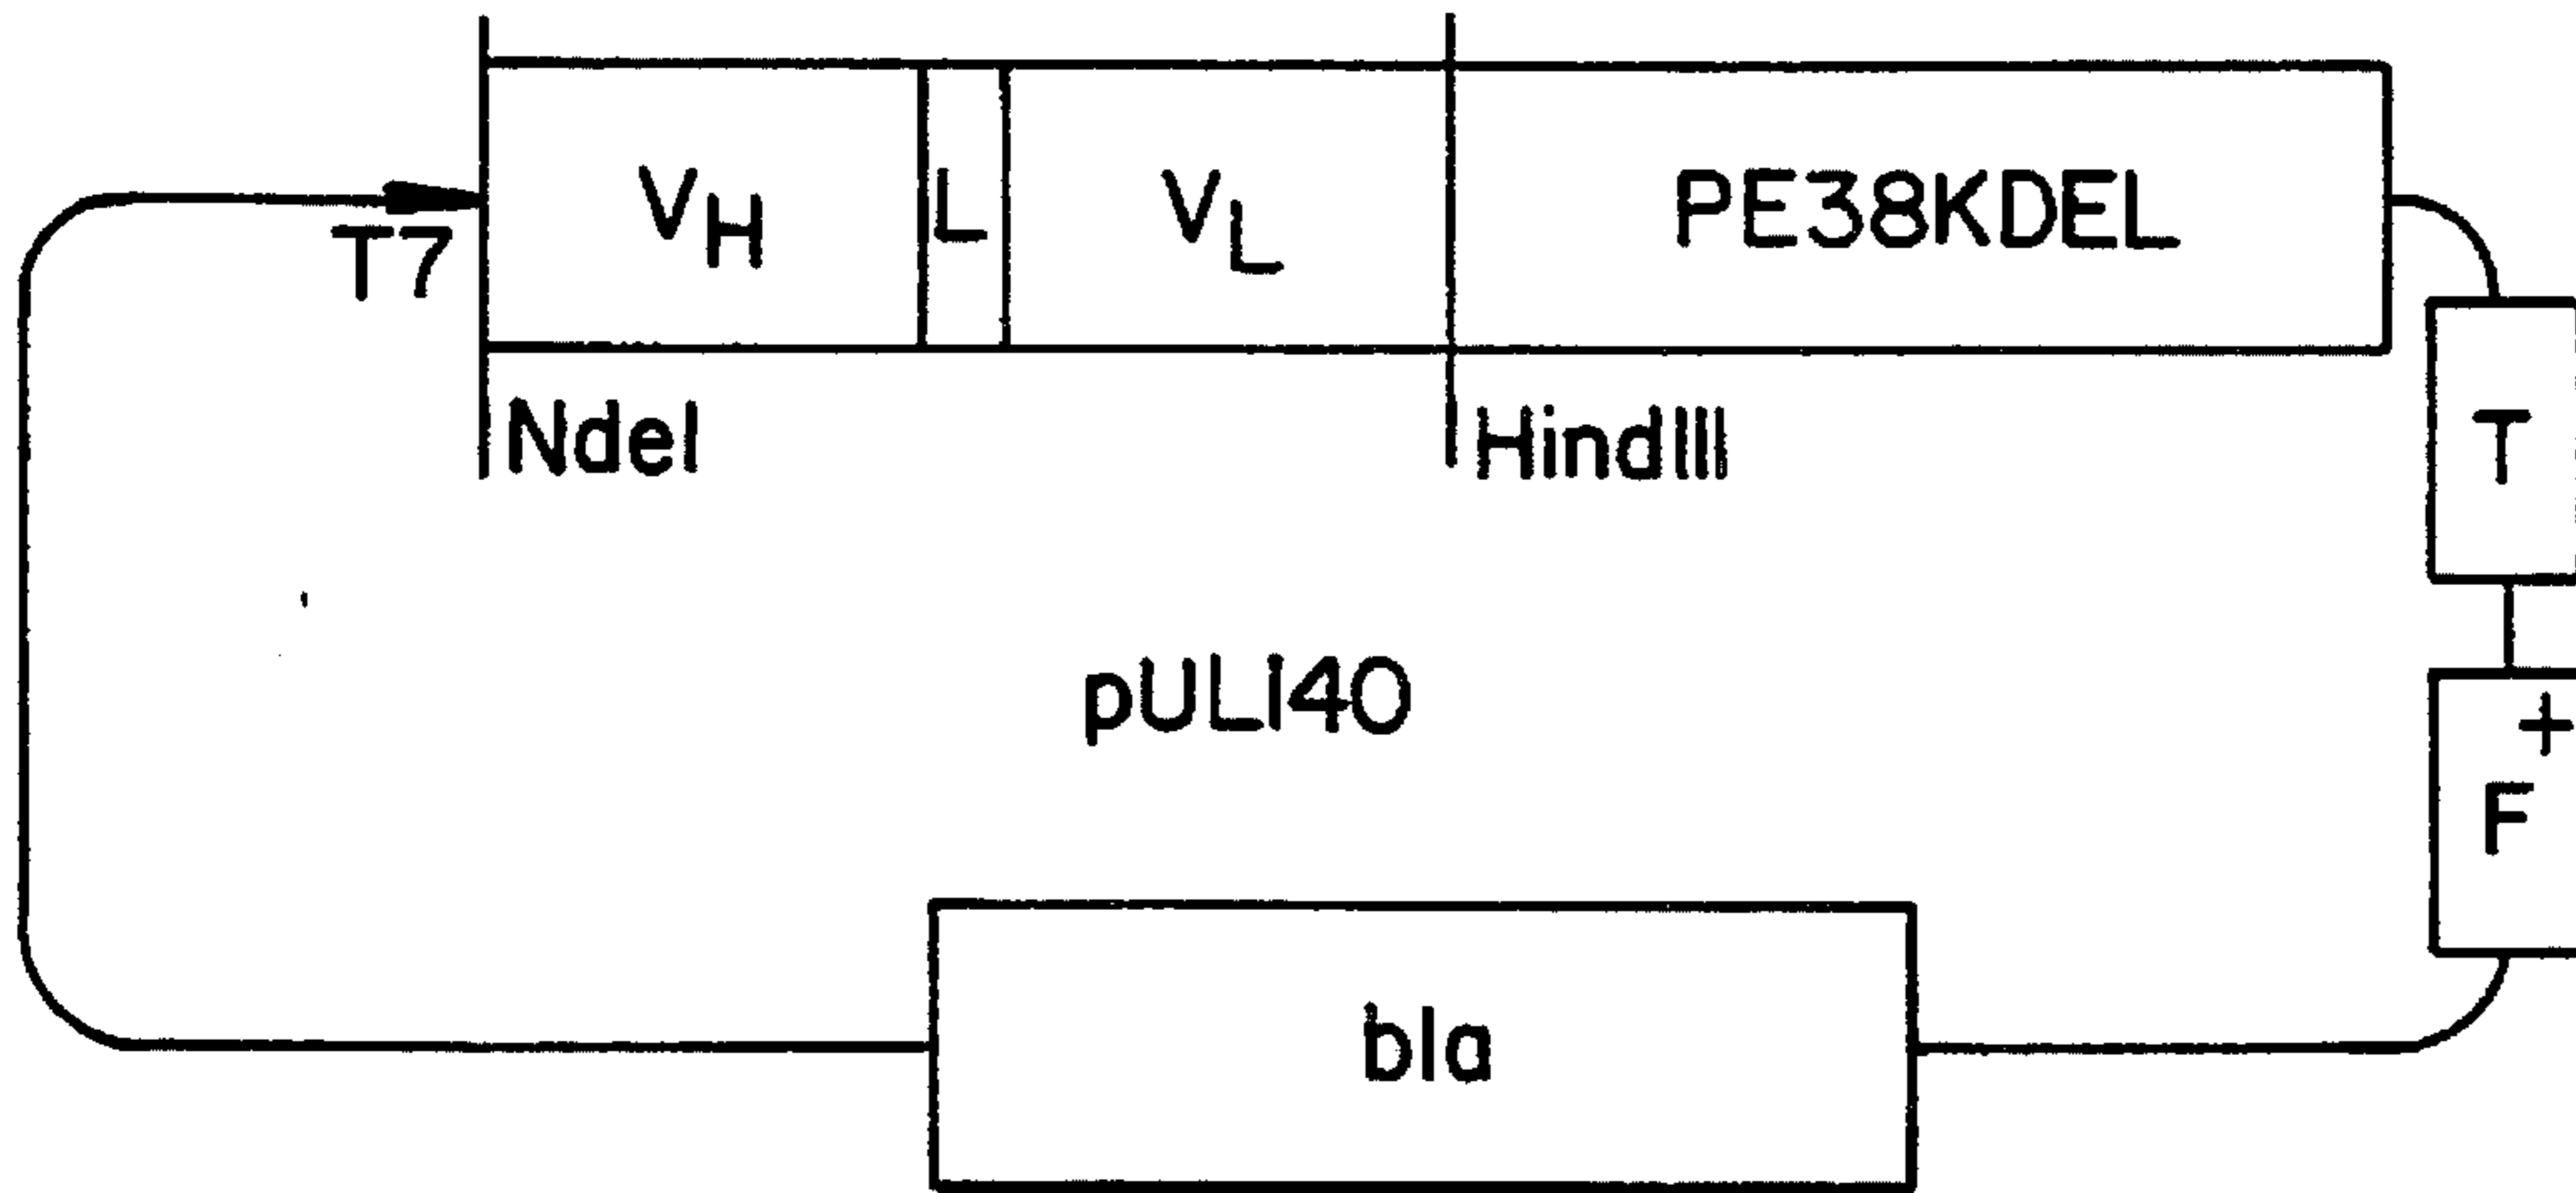 T7
VH
L
VL
PE38KDEL
NdeI
HindIII
T
pULI40
+
F
bla